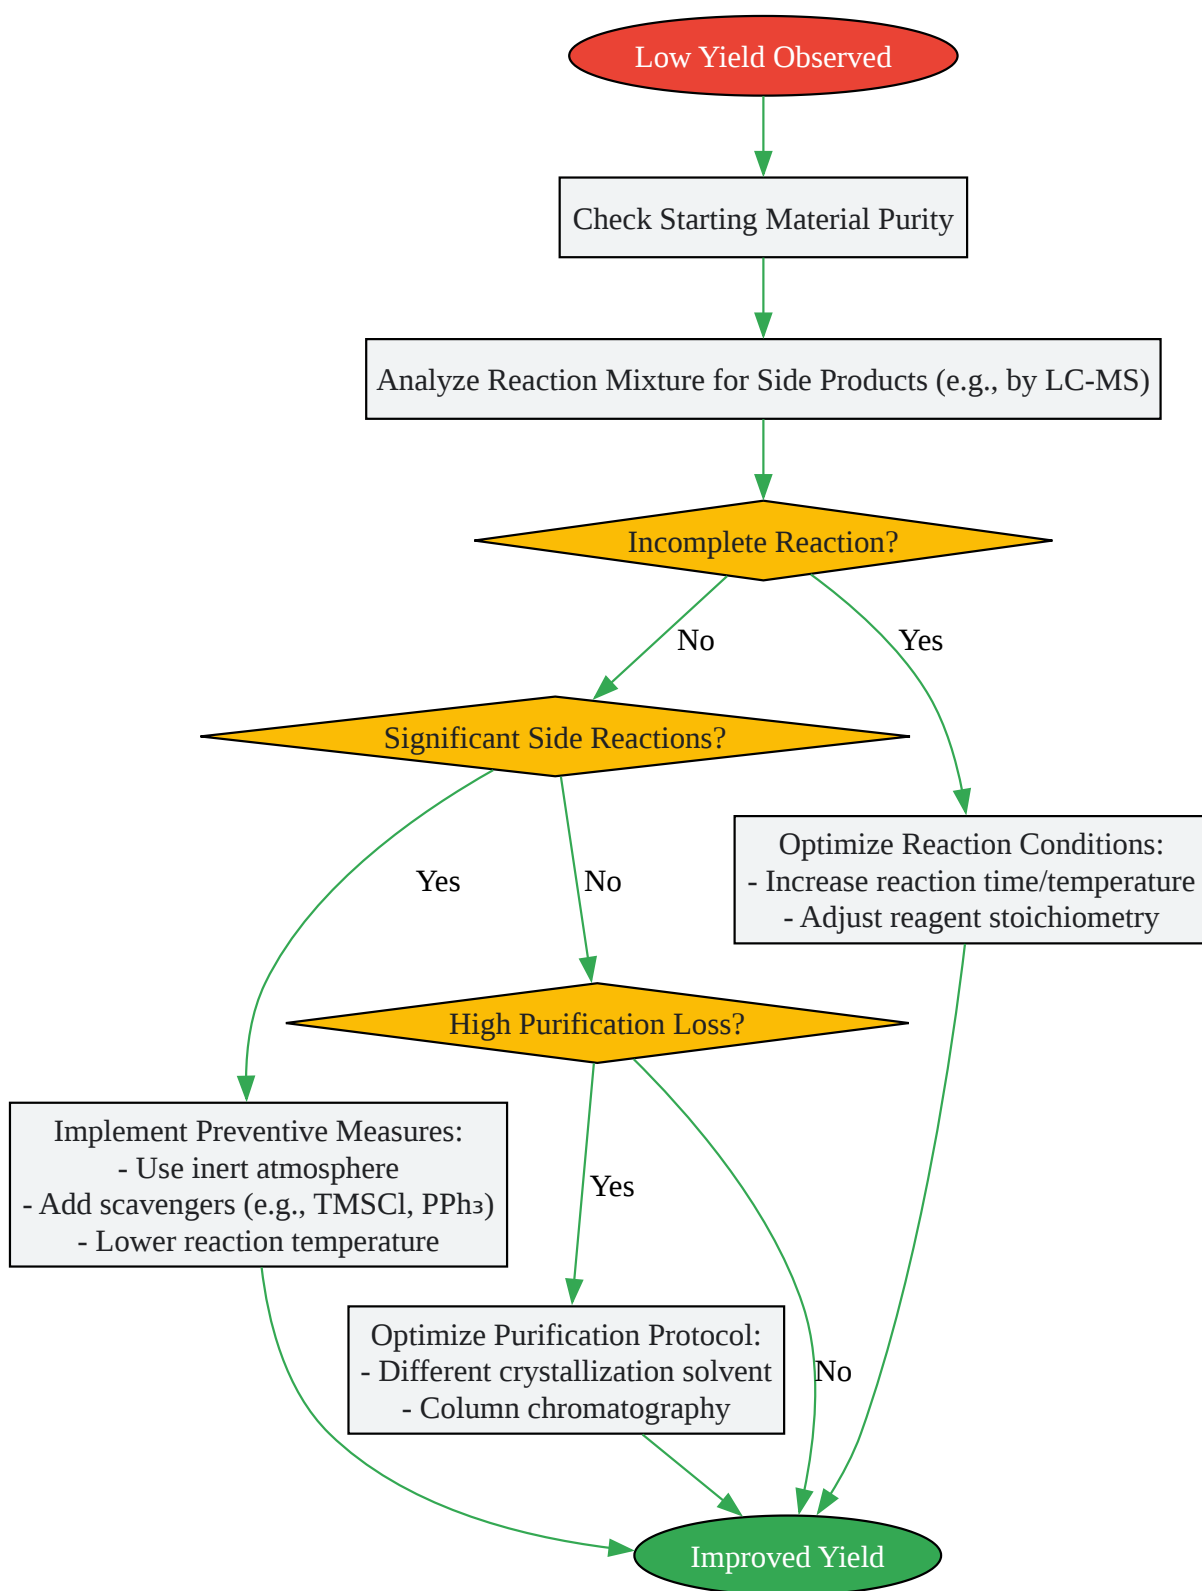 Low Yield Observed
Check Starting Material Purity
Analyze Reaction Mixture for Side Products (e.g., by LC-MS)
Incomplete Reaction?
No
Yes
Significant Side Reactions?
Yes
No
Optimize Reaction Conditions:
- Increase reaction time/temperature
- Adjust reagent stoichiometry
High Purification Loss?
Implement Preventive Measures:
- Use inert atmosphere
- Add scavengers (e.g., TMSCl, PPh₃)
- Lower reaction temperature
Yes
No
Optimize Purification Protocol:
- Different crystallization solvent
- Column chromatography
Improved Yield